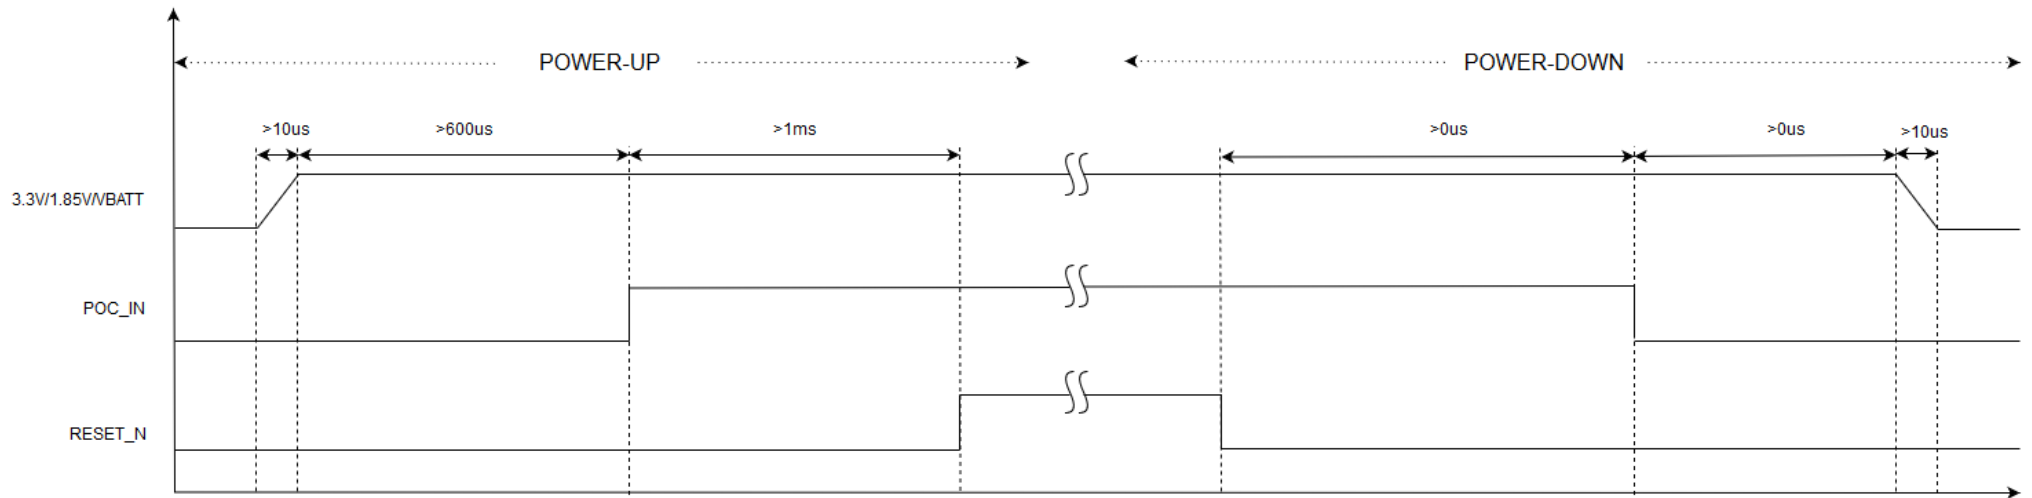 POWER-UP
POWER-DOWN
>10us
>600us
>1ms
>0us
>0us
>10us
3.3V/1.85V/VBATT
POC_IN
RESET_N